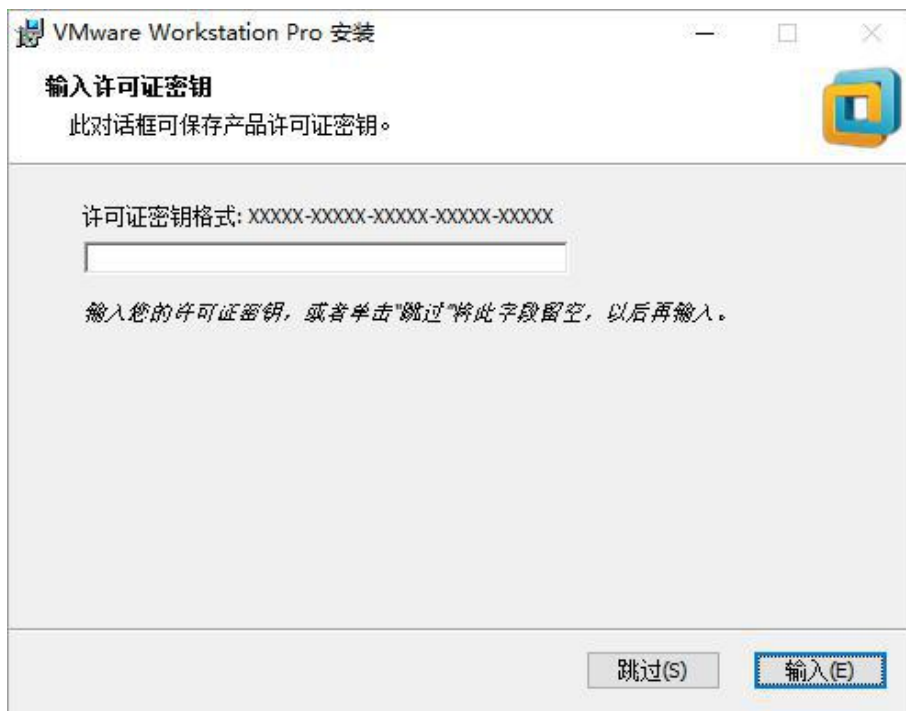 VMware Workstation Pro 安装
输入许可证密钥
此对话框可保存产品许可证密钥。
许可证密钥格式: XXXXX-XXXXX-XXXXX-XXXXX-XXXXX
输入您的许可证密钥，或者单击"跳过"将此字段留空，以后再输入。
跳过(S) 输入(E)